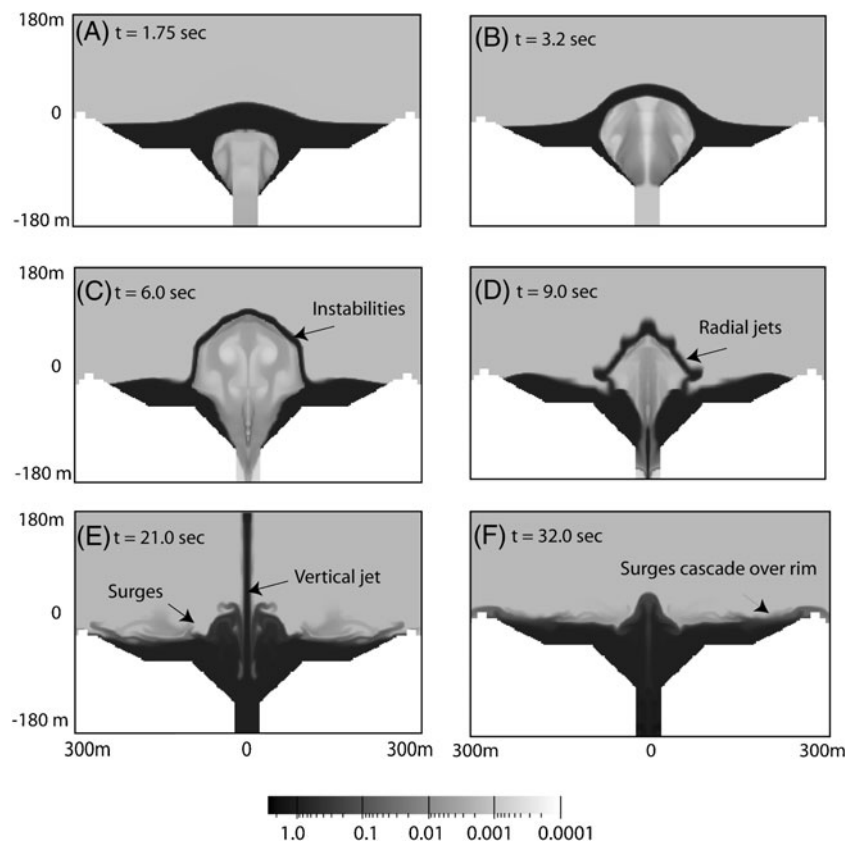 180m
(A) t = 1.75 sec
(B) t = 3.2 sec
0
-180 m
180m
(C) t = 6.0 sec
Instabilities
(D) t = 9.0 sec
Radial jets
0
-180 m
180m
(E) t = 21.0 sec
Surges
Vertical jet
(F) t = 32.0 sec
Surges cascade over rim
0
-180 m
300m 0 300m
300m 0 300m
1.0 0.1 0.01 0.001 0.0001